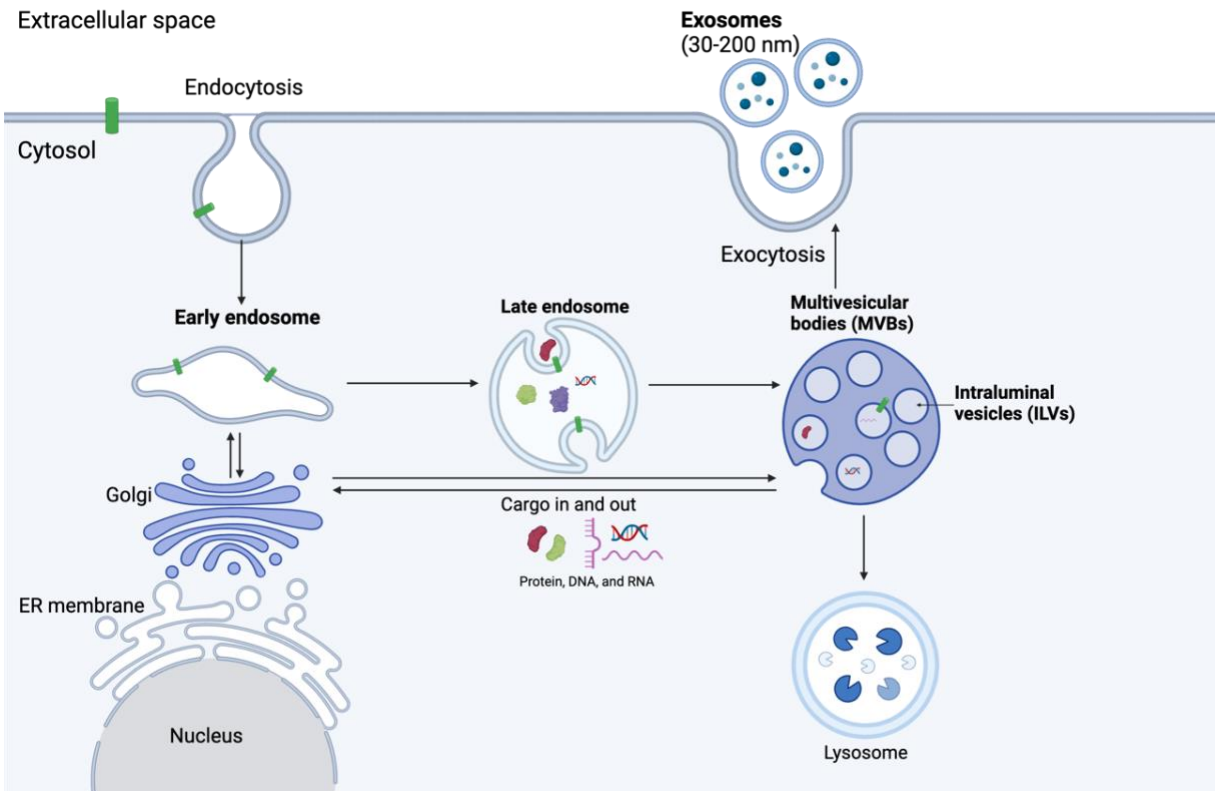 Extracellular space
Exosomes
(30-200 nm)
Endocytosis
Cytosol
Exocytosis
Early endosome
Late endosome
Multivesicular
bodies (MVBs)
Intraluminal
vesicles (ILVs)
Golgi
Cargo in and out
Protein, DNA, and RNA
ER membrane
Nucleus
Lysosome